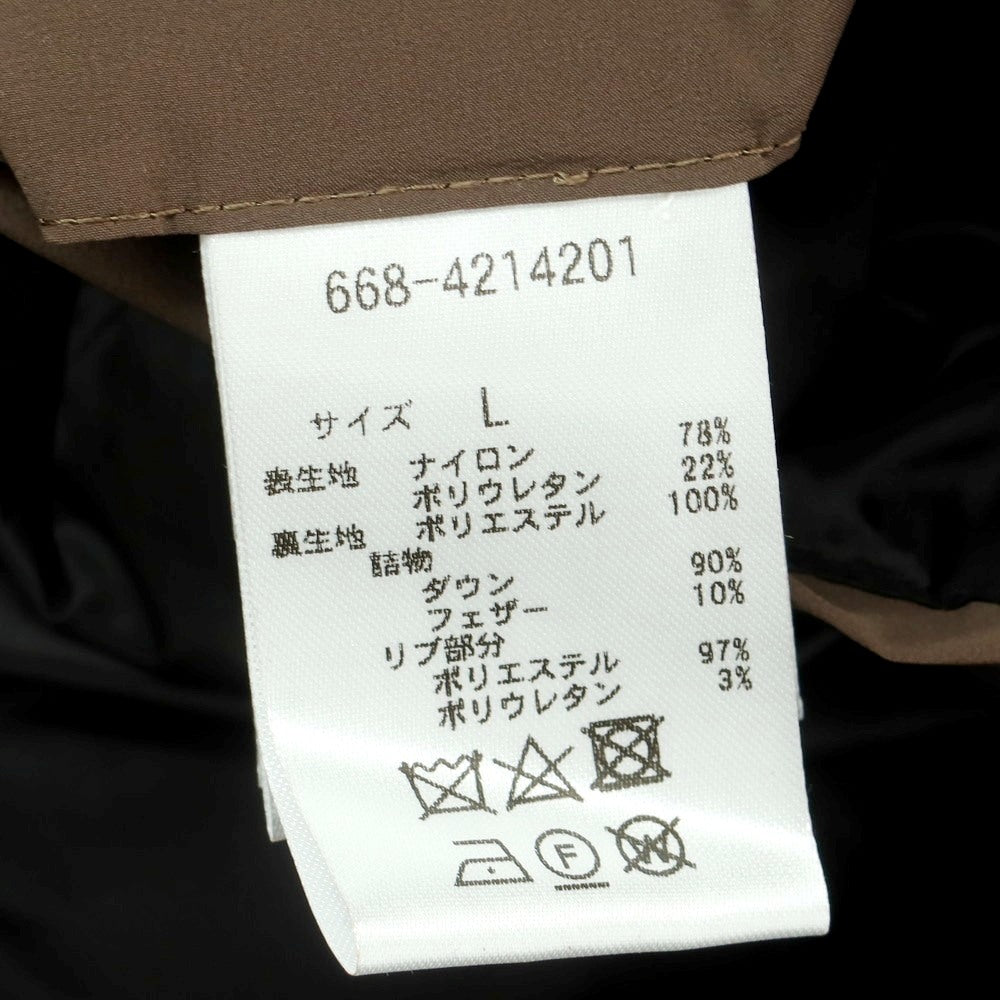 668-4214201
サイズ L
表生地 ナイロン 78%
ポリウレタン 22%
裏生地 ポリエステル 100%
詰物
ダウン 90%
フェザー 10%
リブ部分
ポリエステル 97%
ポリウレタン 3%
F
W